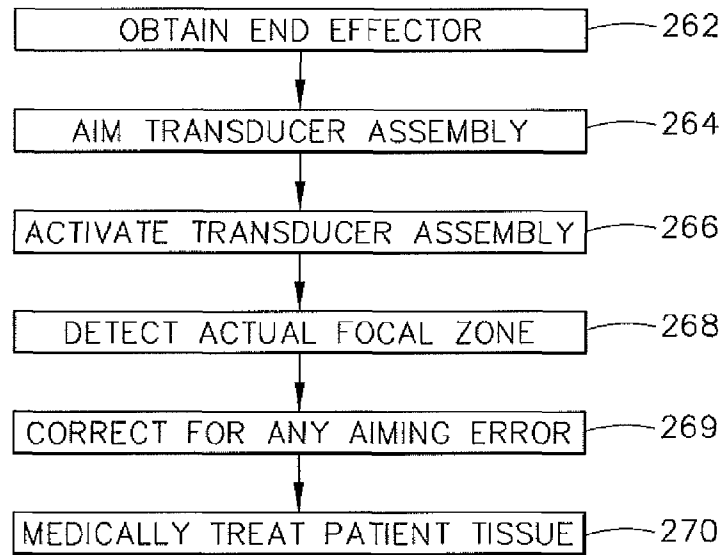 OBTAIN END EFFECTOR 262
AIM TRANSDUCER ASSEMBLY 264
ACTIVATE TRANSDUCER ASSEMBLY 266
DETECT ACTUAL FOCAL ZONE 268
CORRECT FOR ANY AIMING ERROR 269
MEDICALLY TREAT PATIENT TISSUE 270